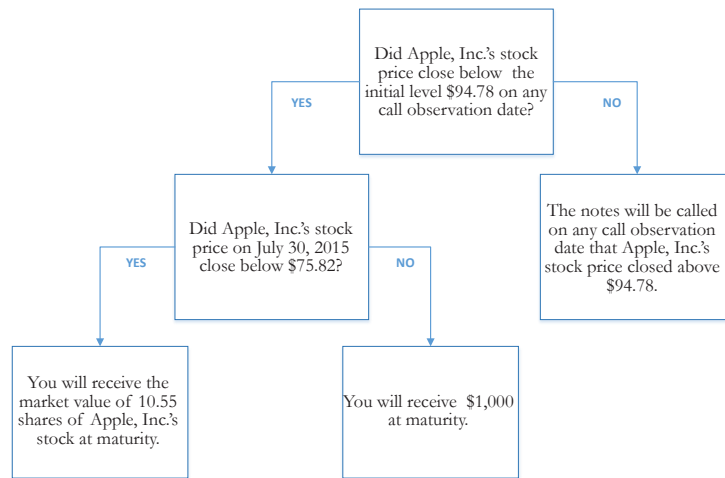 Did Apple, Inc.'s stock
price close below the
initial level $94.78 on any
call observation date?
YES
NO
Did Apple, Inc.'s stock
price on July 30, 2015
close below $75.82?
The notes will be called
on any call observation
date that Apple, Inc.'s
stock price closed above
$94.78.
YES
NO
You will receive the
market value of 10.55
shares of Apple, Inc.'s
stock at maturity.
You will receive $1,000
at maturity.